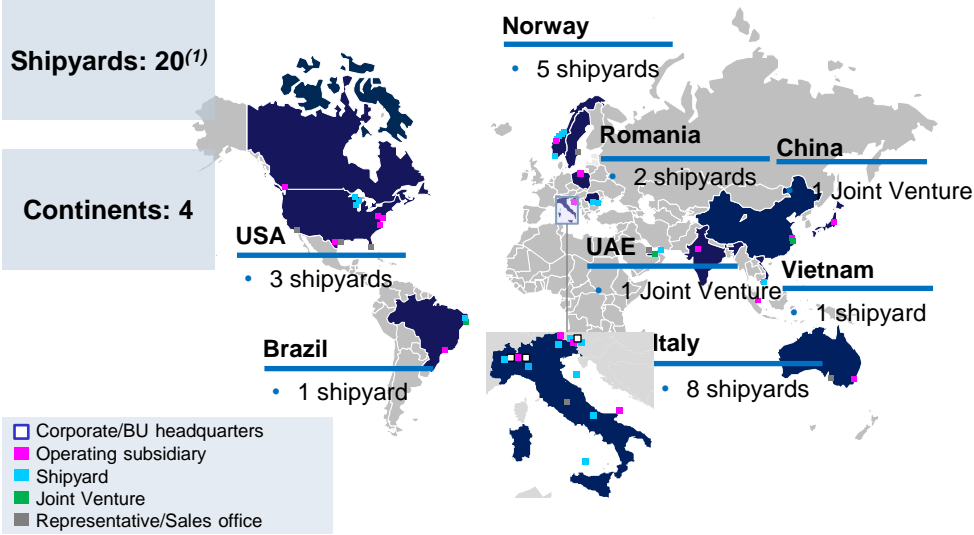 Shipyards: 20(1)
Continents: 4
Norway
• 5 shipyards
Romania
• 2 shipyards
China
• 1 Joint Venture
USA
• 3 shipyards
UAE
• 1 Joint Venture
Vietnam
• 1 shipyard
Brazil
• 1 shipyard
Italy
• 8 shipyards
Corporate/BU headquarters
Operating subsidiary
Shipyard
Joint Venture
Representative/Sales office